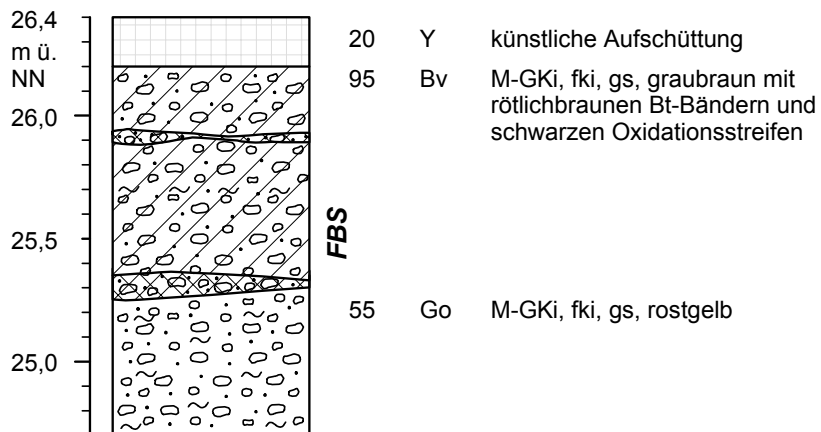 26,4
m ü.
NN
26,0
25,5
25,0
FBS
20 Y künstliche Aufschüttung
95 Bv M-GKi, fki, gs, graubraun mit
rötlichbraunen Bt-Bändern und
schwarzen Oxidationsstreifen
55 Go M-GKi, fki, gs, rostgelb